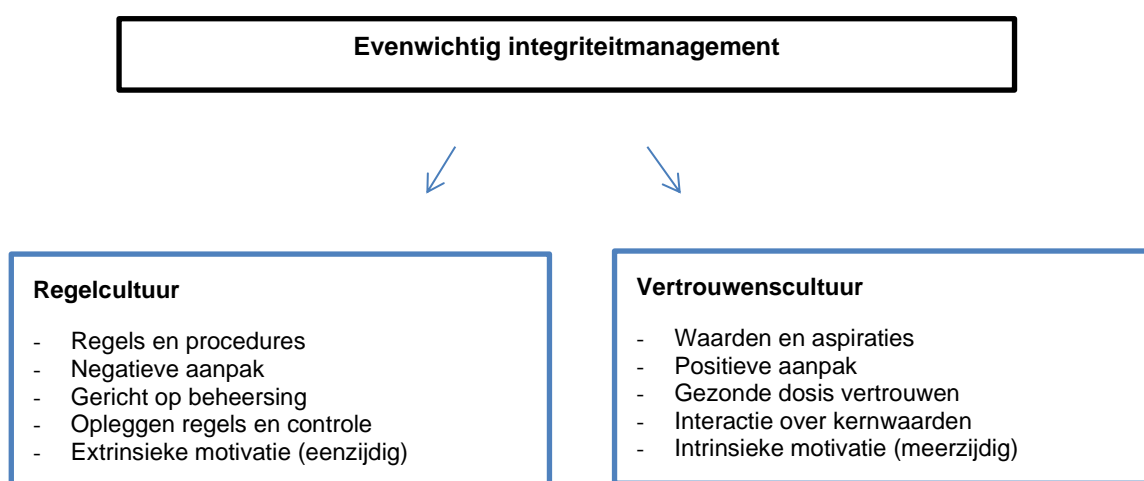 Evenwichtig integriteitmanagement
Regelcultuur
- Regels en procedures
- Negatieve aanpak
- Gericht op beheersing
- Opleggen regels en controle
- Extrinsieke motivatie (eenzijdig)
Vertrouwenscultuur
- Waarden en aspiraties
- Positieve aanpak
- Gezonde dosis vertrouwen
- Interactie over kernwaarden
- Intrinsieke motivatie (meerzijdig)